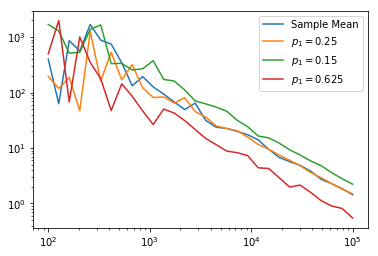 10³
10²
10¹
10⁰
10²
10³
10⁴
10⁵
Sample Mean
p₁ = 0.25
p₁ = 0.15
p₁ = 0.625